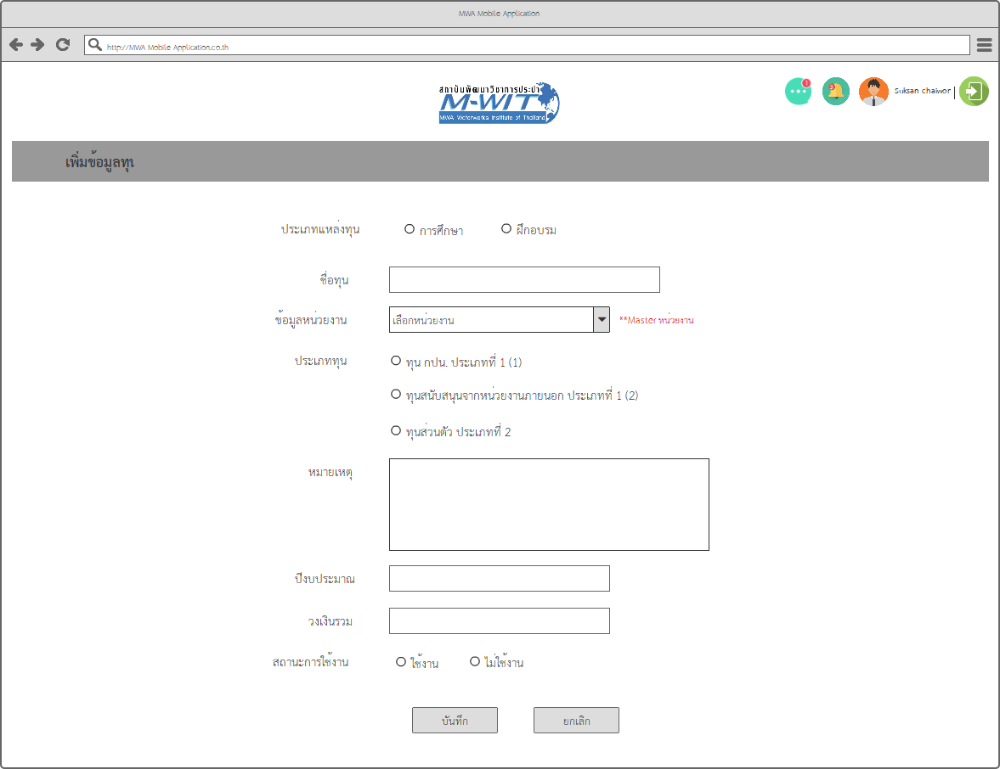 MWA Mobile Application
http://MWA Mobile Application.co.th
1
5
Suksan chaiwon
สถาบันพัฒนาวิชาการประปา
M-WIT
MWA Waterworks Institute of Thailand
เพิ่มข้อมูลทุน
ประเภทแหล่งทุน
การศึกษา
ฝึกอบรม
ชื่อทุน
ข้อมูลหน่วยงาน
เลือกหน่วยงาน
**Master หน่วยงาน
ประเภททุน
ทุน กปน. ประเภทที่ 1 (1)
ทุนสนับสนุนจากหน่วยงานภายนอก ประเภทที่ 1 (2)
ทุนส่วนตัว ประเภทที่ 2
หมายเหตุ
ปีงบประมาณ
วงเงินรวม
สถานะการใช้งาน
ใช้งาน
ไม่ใช้งาน
บันทึก
ยกเลิก